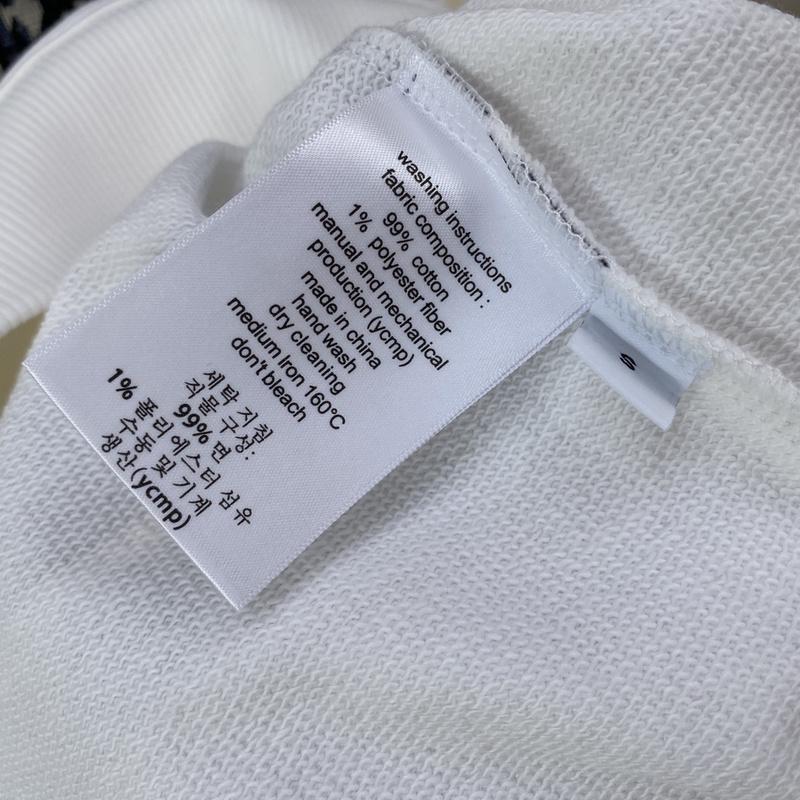 washing instructions
fabric composition :
99% cotton
1% polyester fiber
manual and mechanical
production (ycmp)
made in china
hand wash
dry cleaning
medium Iron 160°C
don't bleach
세탁 지침
직물 구성:
99% 면
1% 폴리 에스터 섬유
수동 및 기계
생산 (ycmp)
S